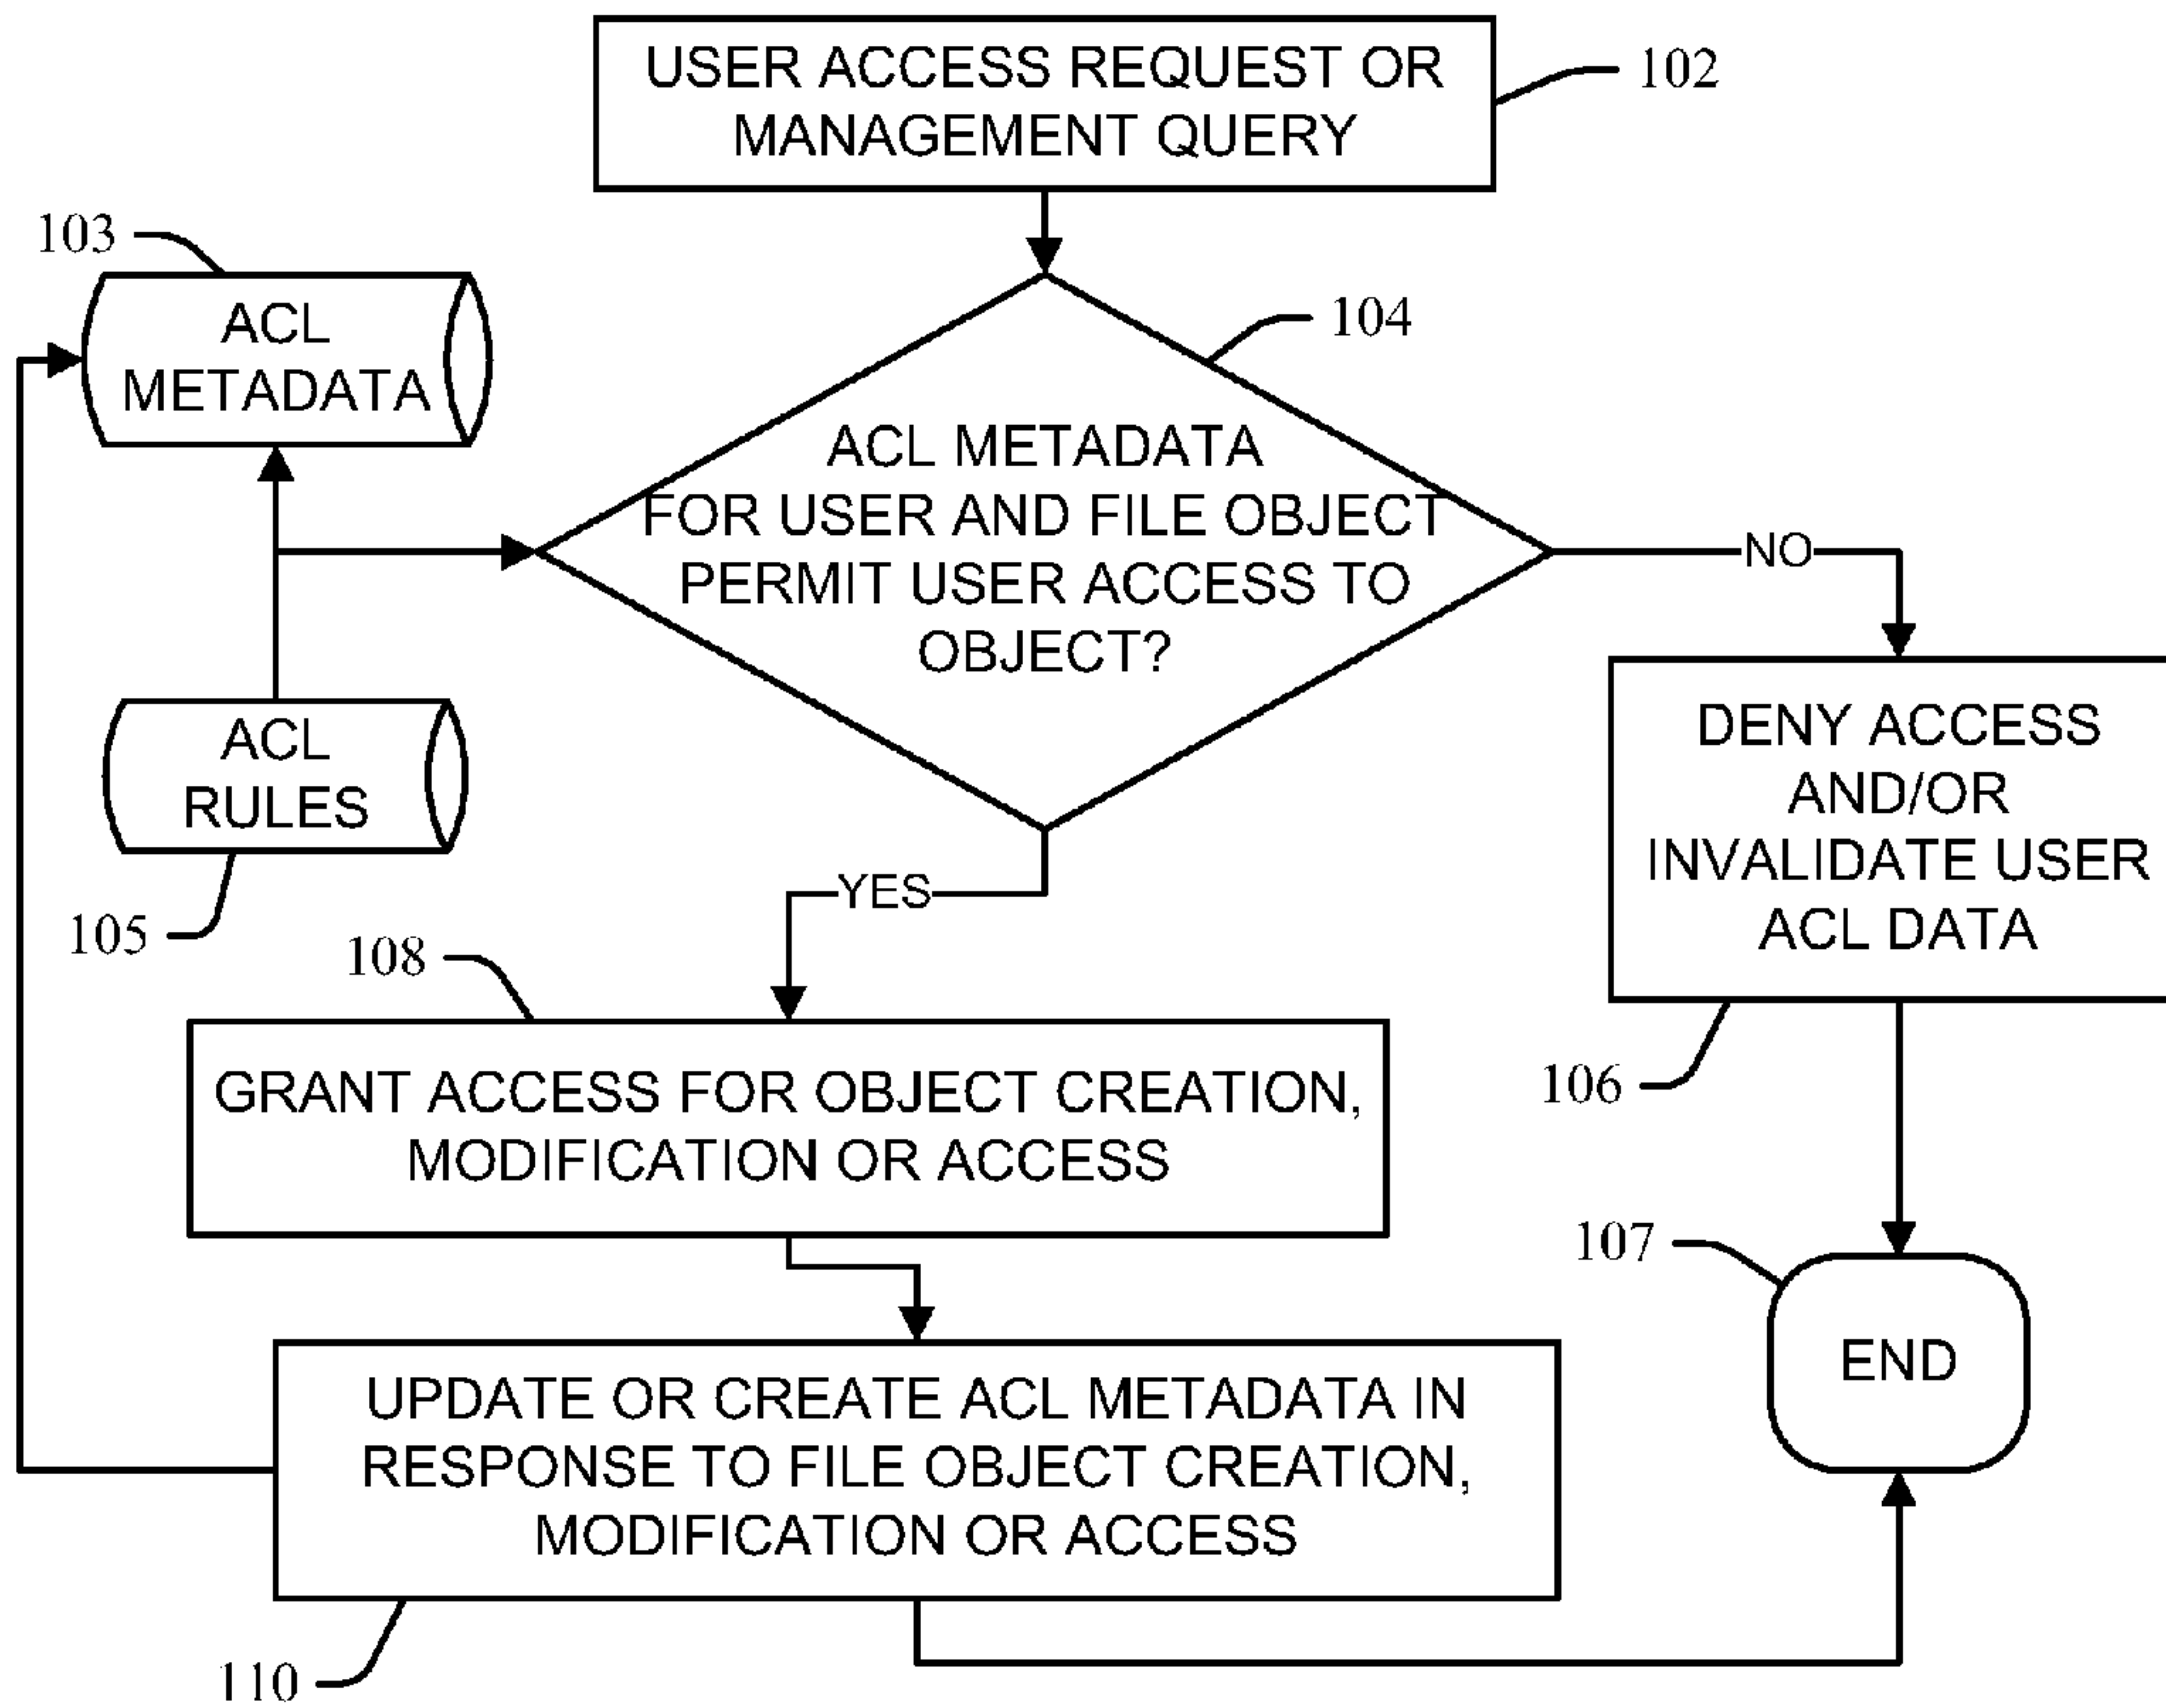 USER ACCESS REQUEST OR
MANAGEMENT QUERY
102
103
ACL
METADATA
104
ACL METADATA
FOR USER AND FILE OBJECT
PERMIT USER ACCESS TO
OBJECT?
NO
ACL
RULES
105
DENY ACCESS
AND/OR
INVALIDATE USER
ACL DATA
106
YES
108
GRANT ACCESS FOR OBJECT CREATION,
MODIFICATION OR ACCESS
107
END
UPDATE OR CREATE ACL METADATA IN
RESPONSE TO FILE OBJECT CREATION,
MODIFICATION OR ACCESS
110